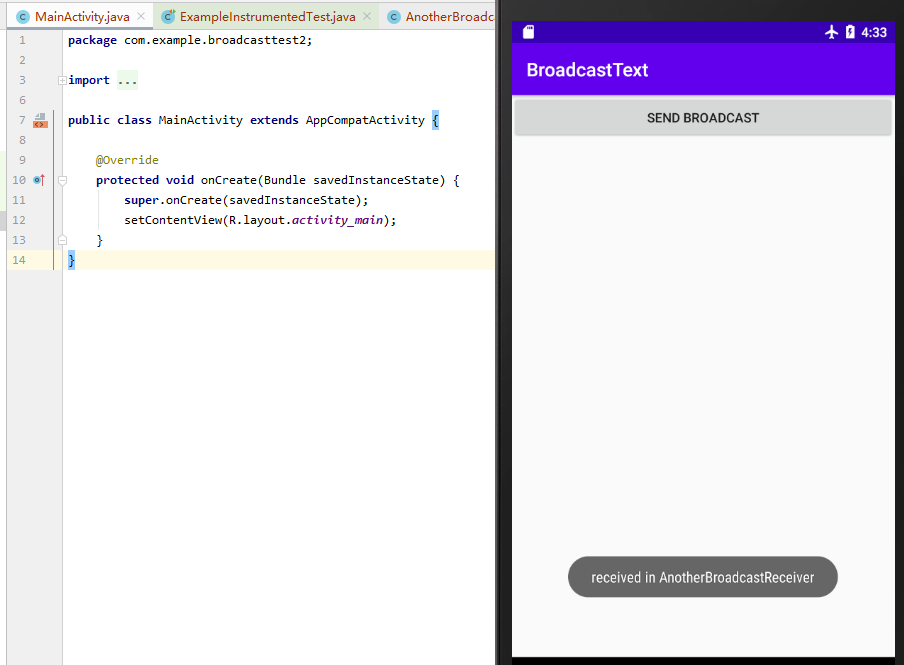 MainActivity.java
ExampleInstrumentedTest.java
AnotherBroadc
1 package com.example.broadcasttest2;
2
3 import ...
6
7 public class MainActivity extends AppCompatActivity {
8
9 @Override
10 protected void onCreate(Bundle savedInstanceState) {
11 super.onCreate(savedInstanceState);
12 setContentView(R.layout.activity_main);
13 }
14 }
4:33
BroadcastText
SEND BROADCAST
received in AnotherBroadcastReceiver